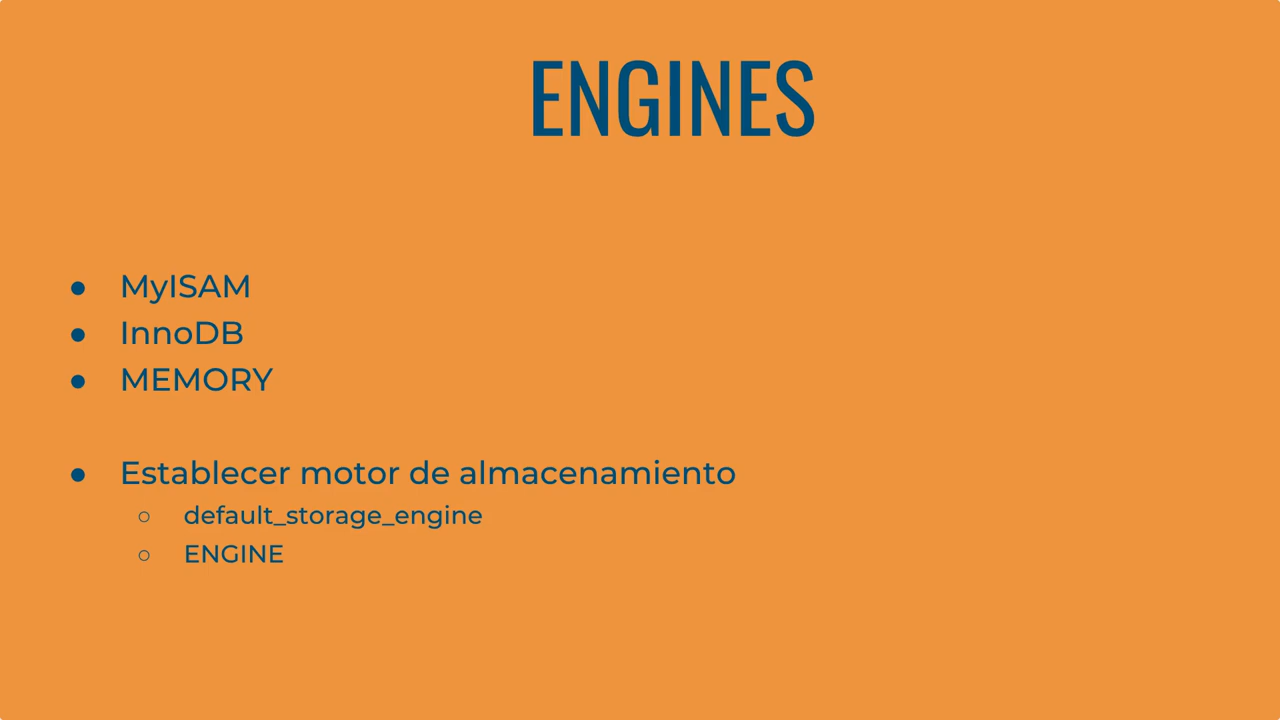 ENGINES
● MyISAM
● InnoDB
● MEMORY
● Establecer motor de almacenamiento
○ default_storage_engine
○ ENGINE